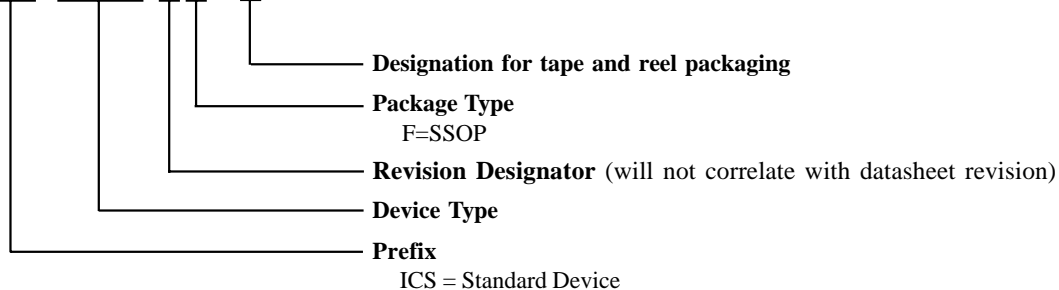 Designation for tape and reel packaging
Package Type
F=SSOP
Revision Designator (will not correlate with datasheet revision)
Device Type
Prefix
ICS = Standard Device